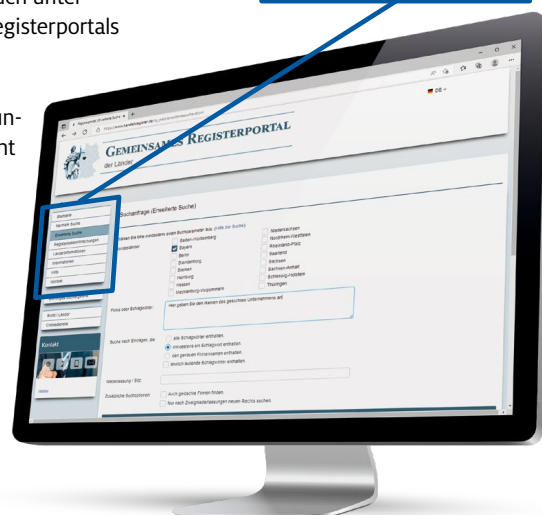 egisterportals
un-
nt
DE
GEMEINSAMES REGISTERPORTAL
der Länder
Startseite
Normale Suche
Erweiterte Suche
Registerbekanntmachungen
Länderinformationen
Informationen
Hilfe
Kontakt
Suchanfrage (Erweiterte Suche)
Baden-Württemberg
Bayern
Berlin
Brandenburg
Bremen
Hamburg
Hessen
Mecklenburg-Vorpommern
Niedersachsen
Nordrhein-Westfalen
Rheinland-Pfalz
Saarland
Sachsen
Sachsen-Anhalt
Schleswig-Holstein
Thüringen
Firma oder Schlagwörter:
Hier geben Sie den Namen des gesuchten Unternehmens an
Suche nach Einträgen, die
alle Schlagwörter enthalten.
mindestens ein Schlagwort enthalten.
den genauen Firmennamen enthalten.
ähnlich lautende Schlagwörter enthalten.
Niederlassung / Sitz:
Zusätzliche Suchoptionen:
Auch gelöschte Firmen finden.
Nur nach Zweigniederlassungen neuen Rechts suchen.